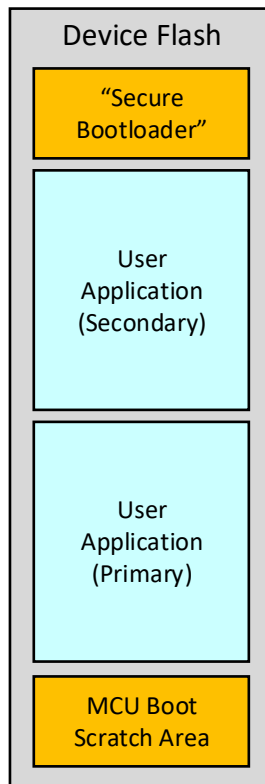 Device Flash
“Secure
Bootloader”
User
Application
(Secondary)
User
Application
(Primary)
MCU Boot
Scratch Area